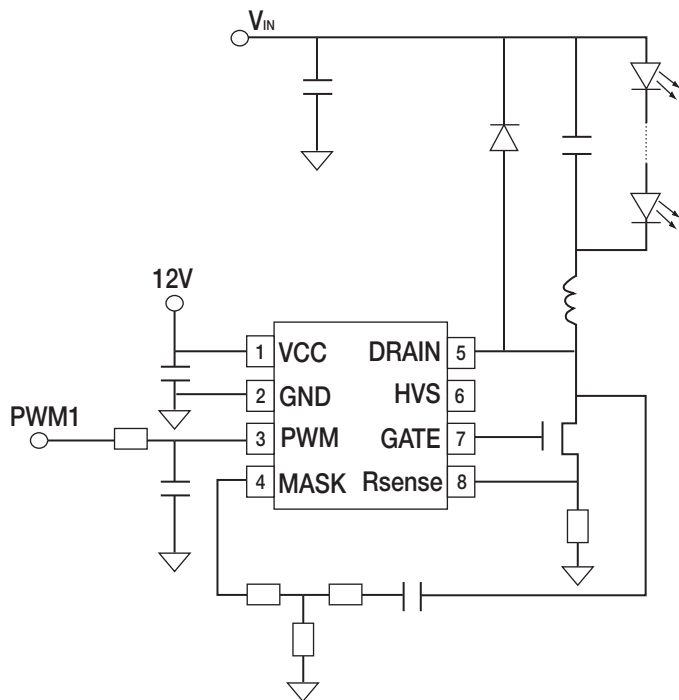 VIN
12V
1 VCC DRAIN 5
2 GND HVS 6
PWM1
3 PWM GATE 7
4 MASK Rsense 8